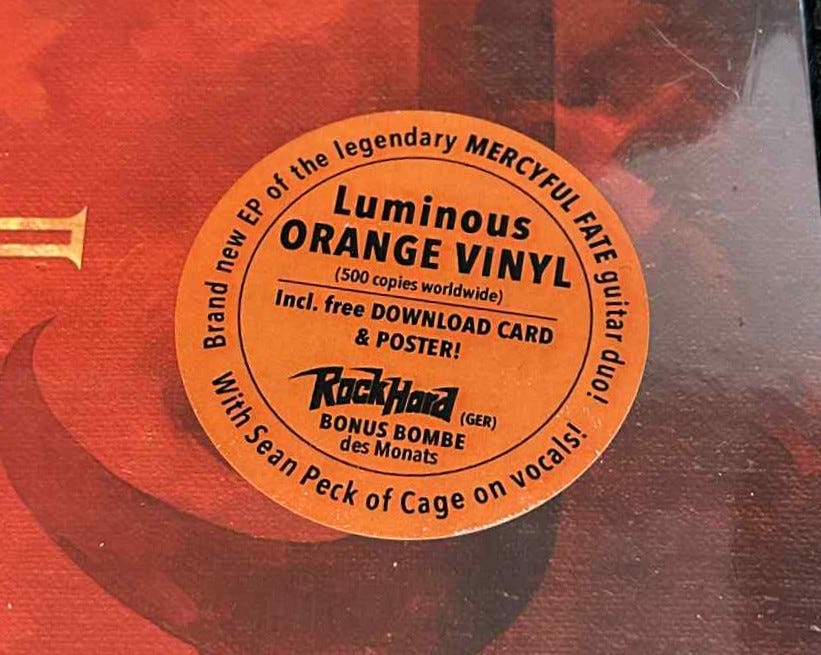 Brand new EP of the legendary MERCYFUL FATE guitar duo!
Luminous
ORANGE VINYL
(500 copies worldwide)
Incl. free DOWNLOAD CARD
& POSTER!
RockHard (GER)
BONUS BOMBE
des Monats
With Sean Peck of Cage on vocals!